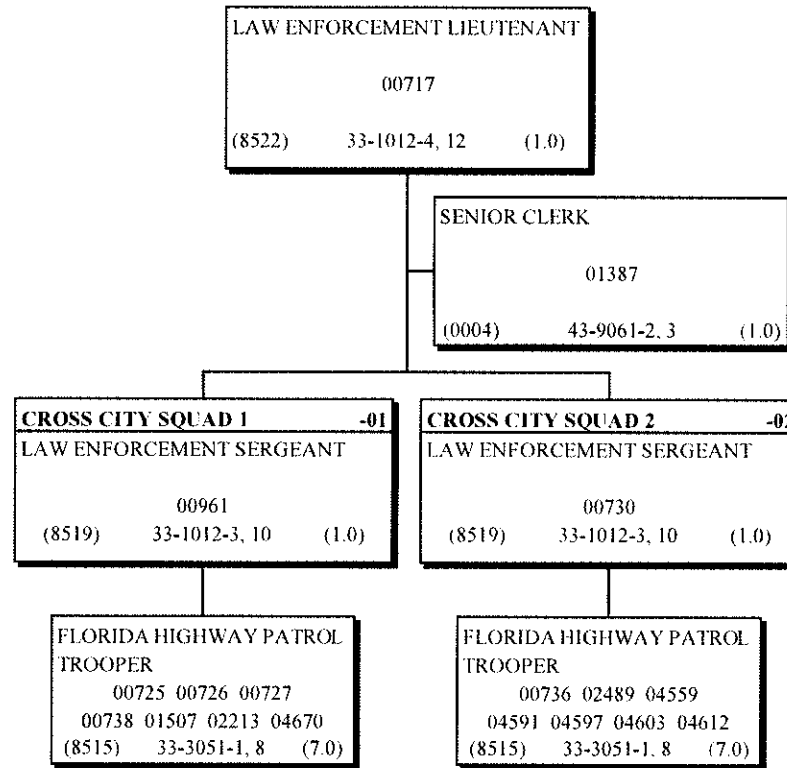 LAW ENFORCEMENT LIEUTENANT
00717
(8522) 33-1012-4, 12 (1.0)
SENIOR CLERK
01387
(0004) 43-9061-2, 3 (1.0)
CROSS CITY SQUAD 1 -01
LAW ENFORCEMENT SERGEANT
00961
(8519) 33-1012-3, 10 (1.0)
CROSS CITY SQUAD 2 -02
LAW ENFORCEMENT SERGEANT
00730
(8519) 33-1012-3, 10 (1.0)
FLORIDA HIGHWAY PATROL
TROOPER
00725 00726 00727
00738 01507 02213 04670
(8515) 33-3051-1, 8 (7.0)
FLORIDA HIGHWAY PATROL
TROOPER
00736 02489 04559
04591 04597 04603 04612
(8515) 33-3051-1, 8 (7.0)